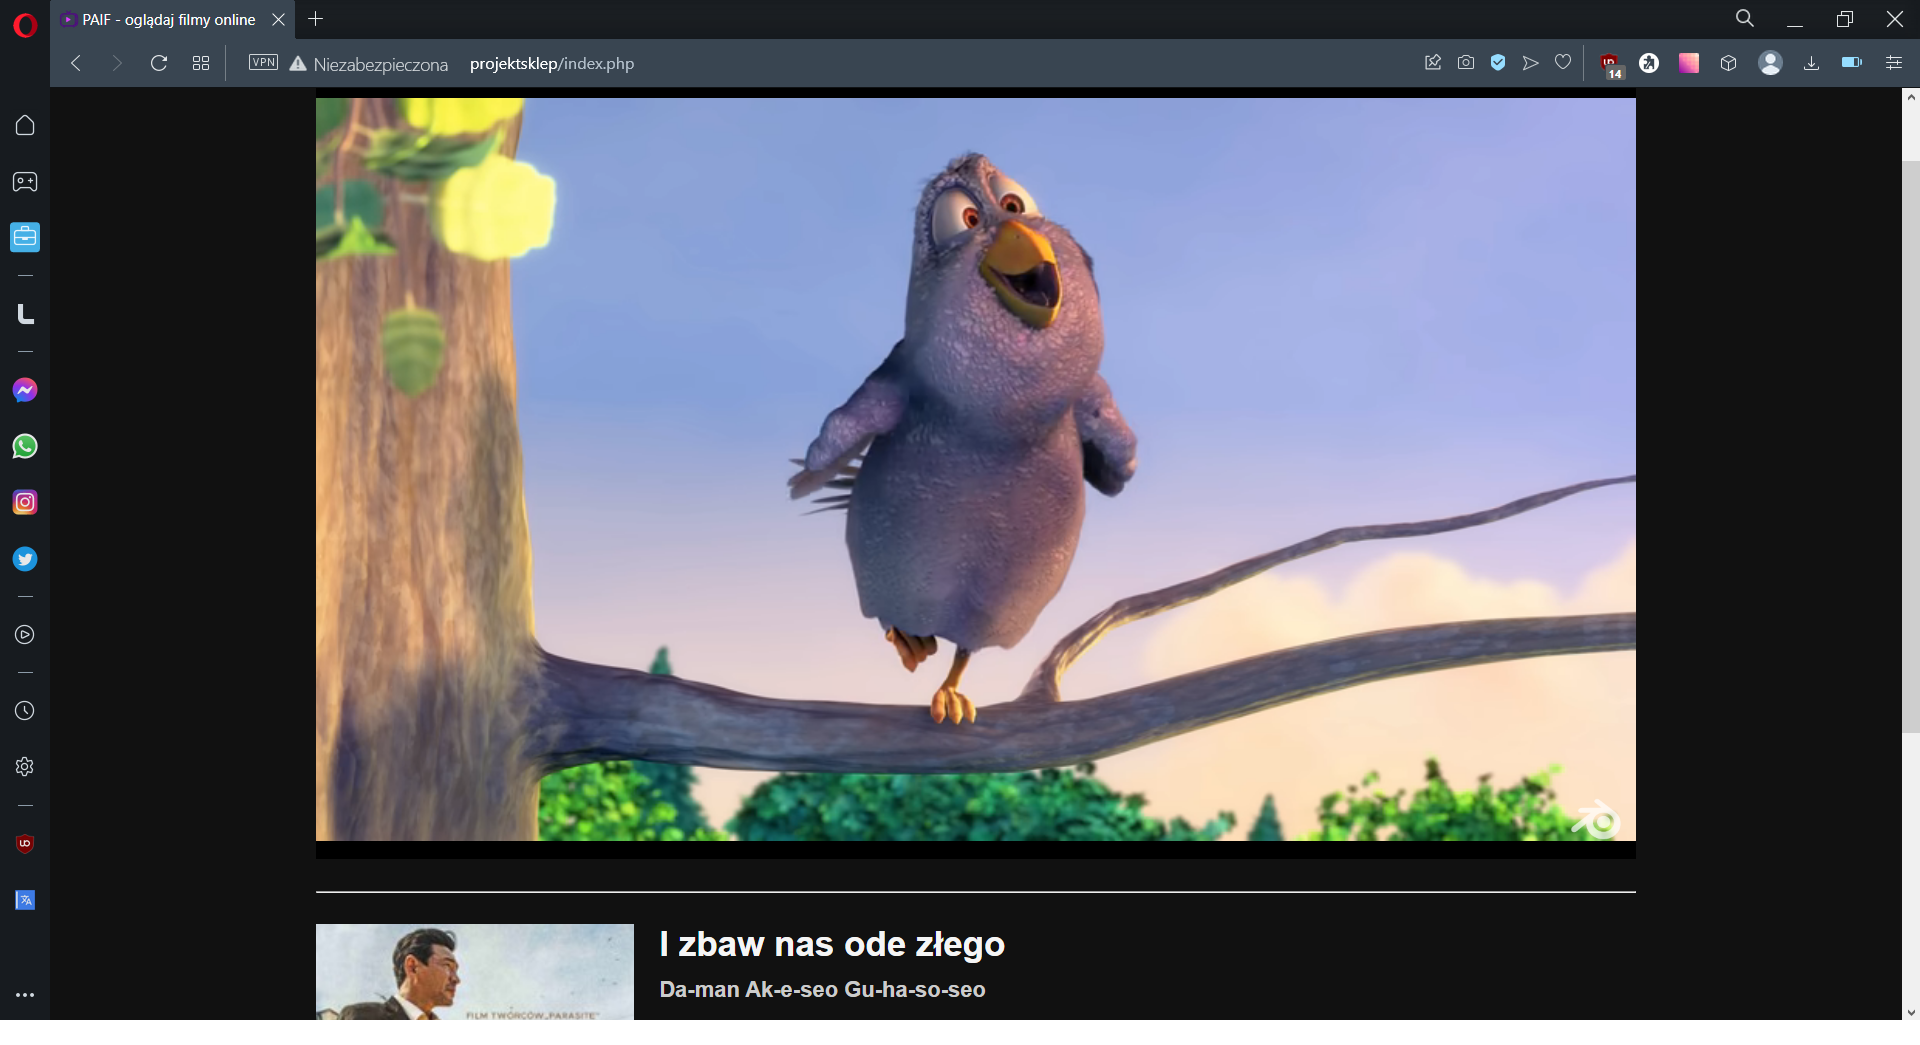 PAIF - oglądaj filmy online
VPN
Niezabezpieczona
projektsklep/index.php
14
I zbaw nas ode złego
Da-man Ak-e-seo Gu-ha-so-seo
FILM TWÓRCÓW „PARASITE”